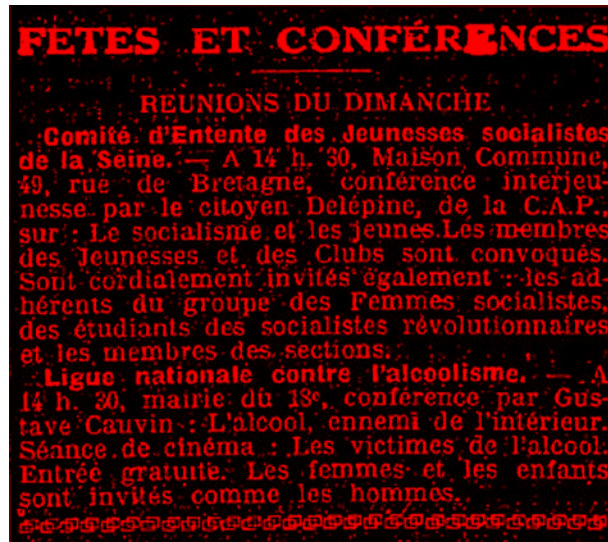 FETES ET CONFÉRENCES
REUNIONS DU DIMANCHE
Comité d'Entente des Jeunesses socialistes
de la Seine. — A 14 h. 30, Maison Commune,
49, rue de Bretagne, conférence interjeu-
nesse par le citoyen Delépine, de la C.A.P.,
sur : Le socialisme et les jeunes. Les membres
des Jeunesses et des Clubs sont convoqués.
Sont cordialement invités également : les ad-
hérents du groupe des Femmes socialistes,
des étudiants des socialistes révolutionnaires
et les membres des sections.
Ligue nationale contre l'alcoolisme. — A
14 h. 30, mairie du 18e, conférence par Gus-
tave Cauvin : L'alcool, ennemi de l'intérieur.
Séance de cinéma : Les victimes de l'alcool.
Entrée gratuite. Les femmes et les enfants
sont invités comme les hommes.